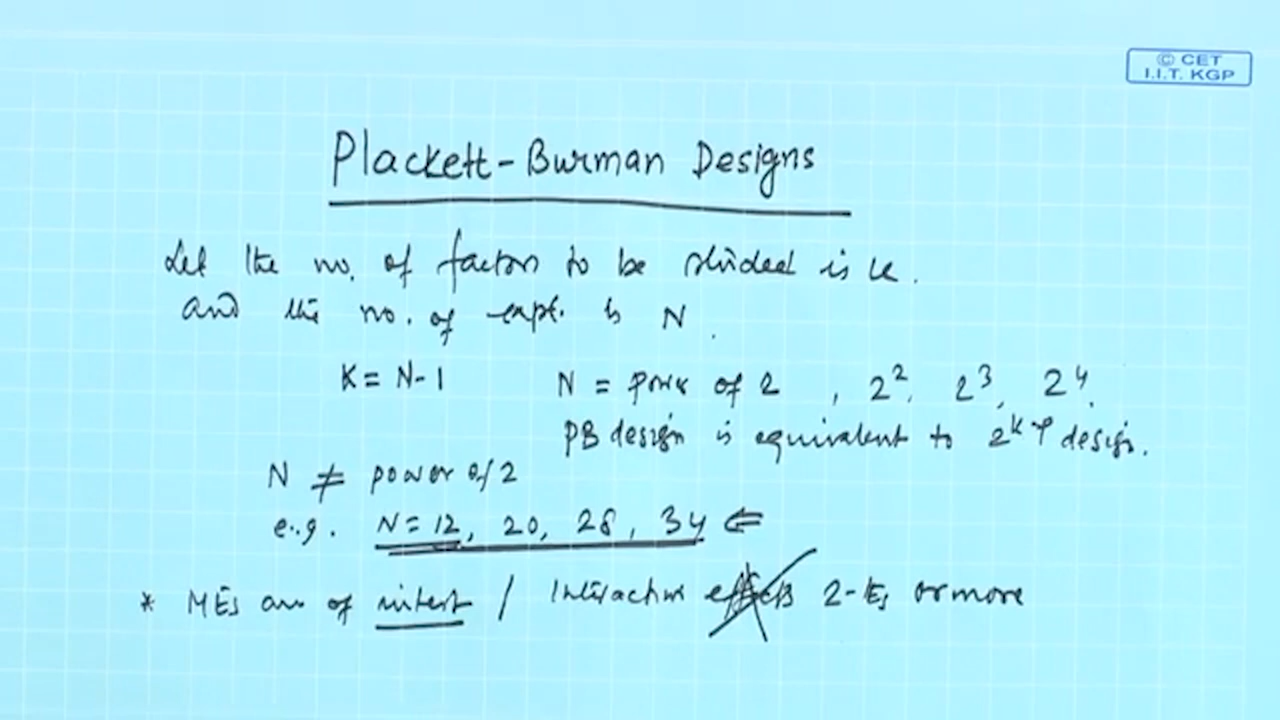 © CET
I.I.T. KGP
Plackett-Burman Designs
Let the no. of factors to be studied is k.
and the no. of expt. is N.
K = N-1 N = power of 2 , 2², 2³, 2⁴.
PB design is equivalent to 2ᵏ⁻ᵖ design.
N ≠ power of 2
e.g. N = 12, 20, 28, 34 ⇐
* MEs are of interest / Interaction effects 2-Es or more